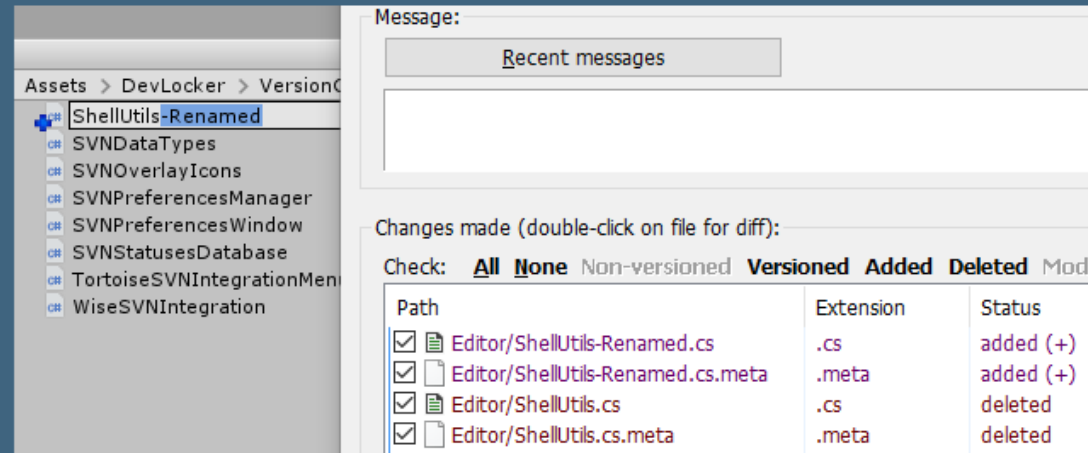 Assets > DevLocker > Version
ShellUtils-Renamed
SVNDataTypes
SVNOverlayIcons
SVNPreferencesManager
SVNPreferencesWindow
SVNStatusesDatabase
TortoiseSVNIntegrationMen
WiseSVNIntegration
Message:
Recent messages
Changes made (double-click on file for diff):
Check: All None Non-versioned Versioned Added Deleted Mod
Path Extension Status
Editor/ShellUtils-Renamed.cs .cs added (+)
Editor/ShellUtils-Renamed.cs.meta .meta added (+)
Editor/ShellUtils.cs .cs deleted
Editor/ShellUtils.cs.meta .meta deleted